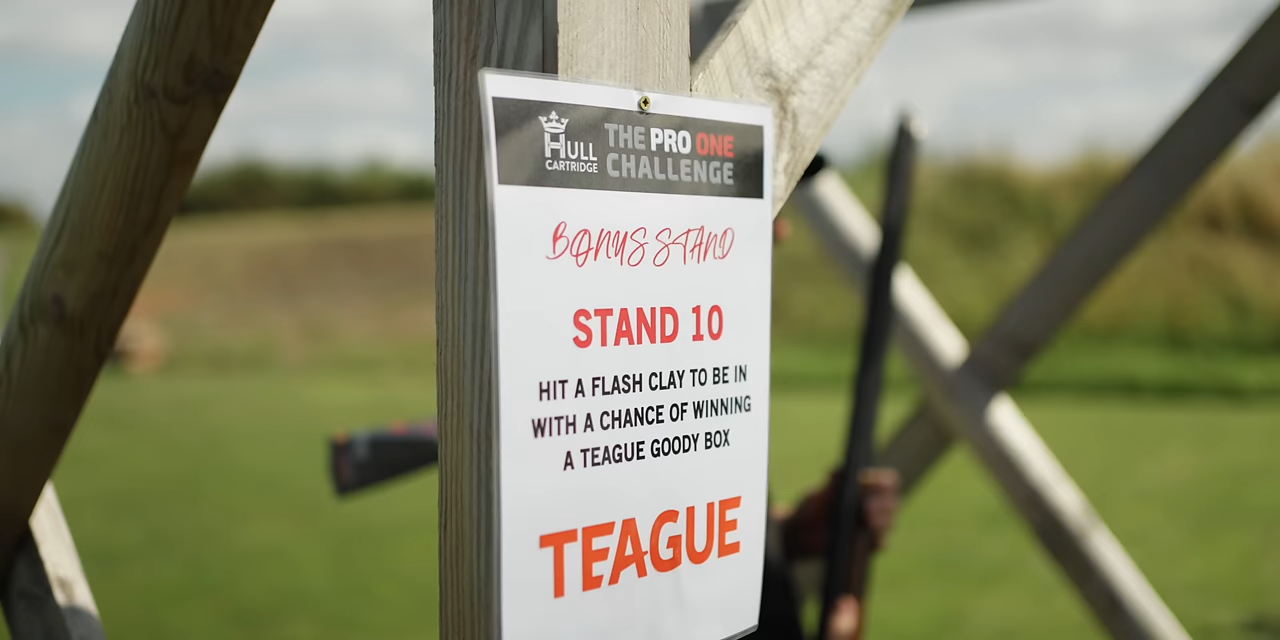 HULL
CARTRIDGE
THE PRO ONE
CHALLENGE
BONUS STAND
STAND 10
HIT A FLASH CLAY TO BE IN
WITH A CHANCE OF WINNING
A TEAGUE GOODY BOX
TEAGUE